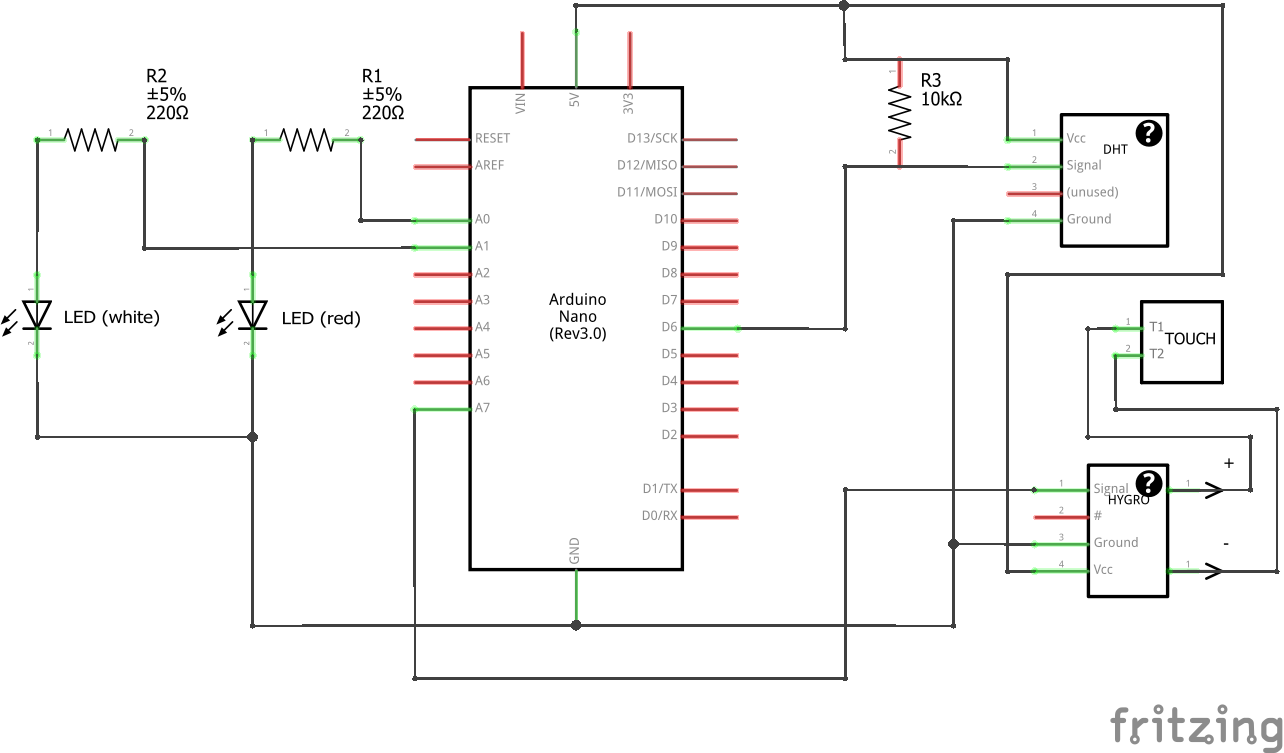 R2
±5%
220Ω
1
2
R1
±5%
220Ω
1
2
1
2
LED (white)
1
2
LED (red)
VIN
5V
3V3
RESET
AREF
A0
A1
A2
A3
A4
A5
A6
A7
Arduino
Nano
(Rev3.0)
D13/SCK
D12/MISO
D11/MOSI
D10
D9
D8
D7
D6
D5
D4
D3
D2
D1/TX
D0/RX
GND
1
R3
10kΩ
2
1 Vcc
2 Signal
3 (unused)
4 Ground
DHT
?
1 T1
2 T2
TOUCH
1 Signal
2 #
3 Ground
4 Vcc
HYGRO
?
+
1
-
1
fritzing